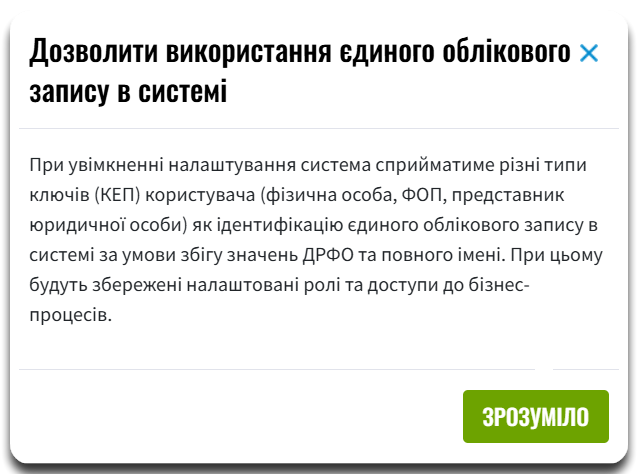 Дозволити використання єдиного облікового
запису в системі
При увімкненні налаштування система сприйматиме різні типи
ключів (КЕП) користувача (фізична особа, ФОП, представник
юридичної особи) як ідентифікацію єдиного облікового запису в
системі за умови збігу значень ДРФО та повного імені. При цьому
будуть збережені налаштовані ролі та доступи до бізнес-
процесів.
ЗРОЗУМІЛО